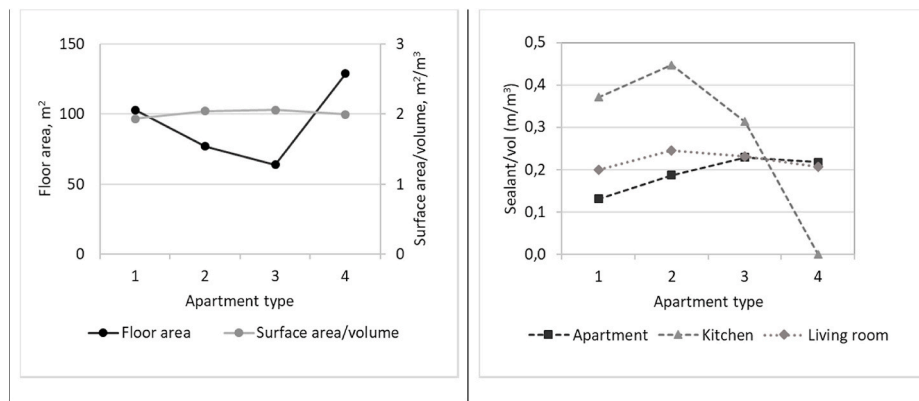 150
100
50
0
Floor area, m²
3
2
1
0
Surface area/volume, m²/m³
1 2 3 4
Apartment type
Floor area Surface area/volume
0,5
0,4
0,3
0,2
0,1
0,0
Sealant/vol (m/m³)
1 2 3 4
Apartment type
Apartment Kitchen Living room